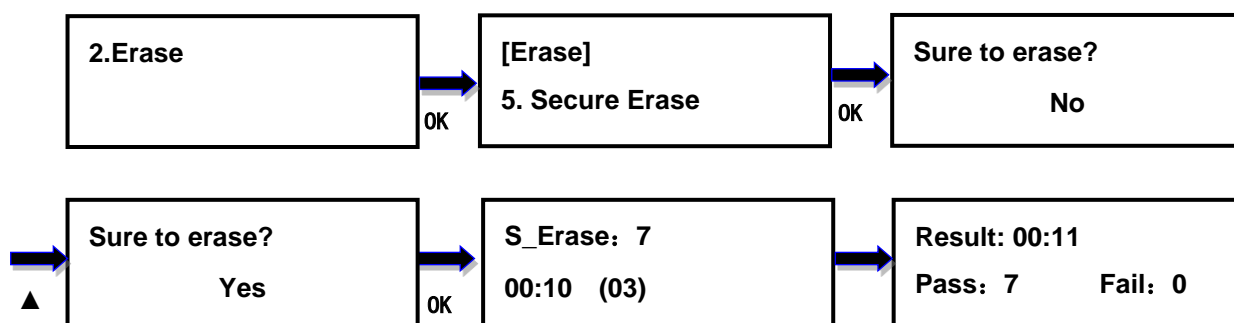 2.Erase
OK
[Erase]
5. Secure Erase
OK
Sure to erase?
No
▲
Sure to erase?
Yes
OK
S_Erase：7
00:10 (03)
Result: 00:11
Pass：7 Fail：0